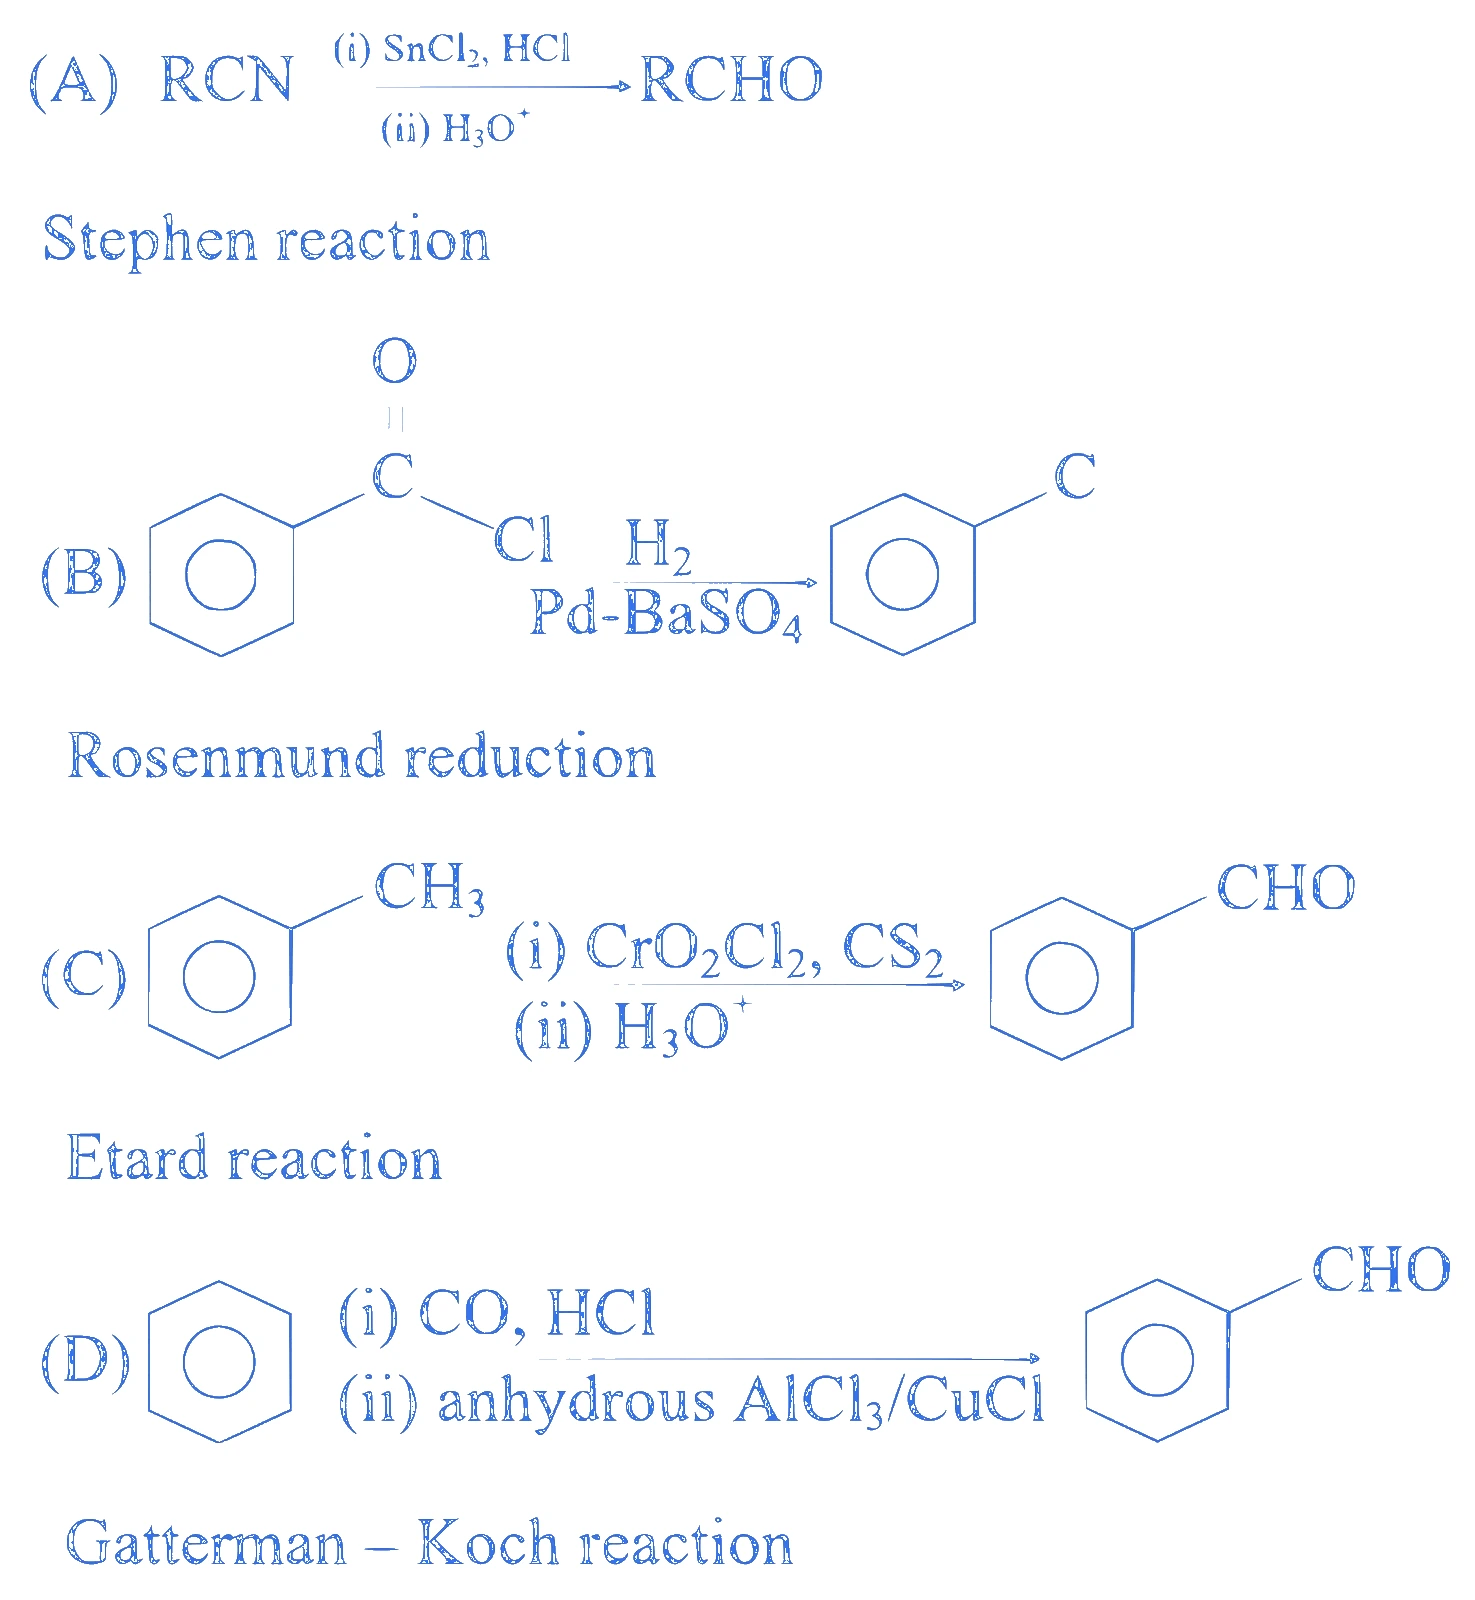 (A) RCN (i) SnCl₂, HCl RCHO
(ii) H₃O⁺
Stephen reaction
O
C
Cl
C
(B) H₂
Pd-BaSO₄
Rosenmund reduction
CH₃
CHO
(C) (i) CrO₂Cl₂, CS₂
(ii) H₃O⁺
Etard reaction
CHO
(D) (i) CO, HCl
(ii) anhydrous AlCl₃/CuCl
Gatterman – Koch reaction